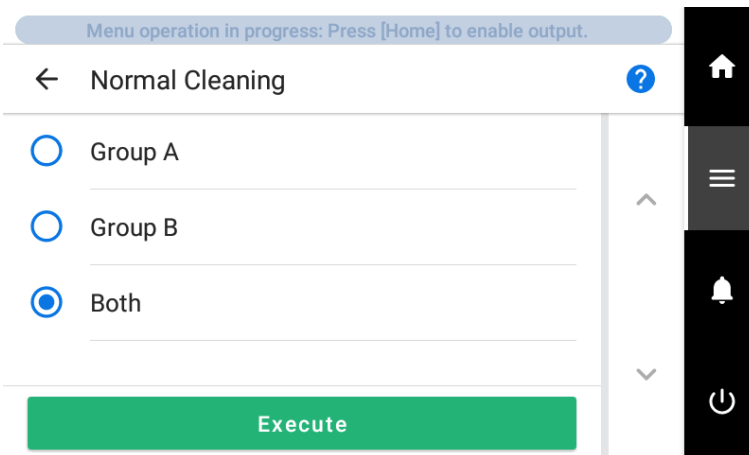 Menu operation in progress: Press [Home] to enable output.
Normal Cleaning
?
Group A
Group B
Both
Execute